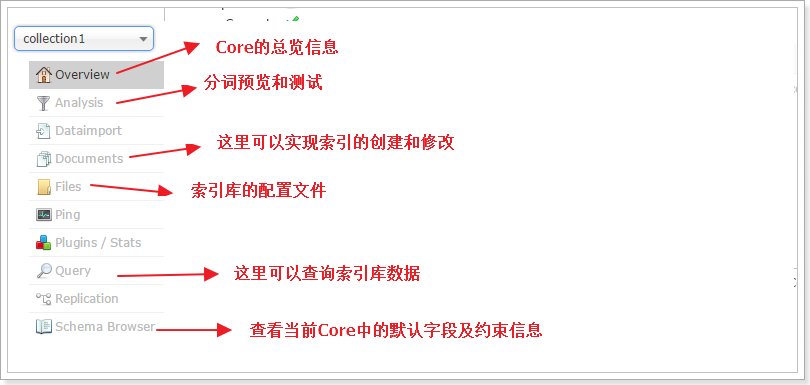 collection1
Core的总览信息
Overview
分词预览和测试
Analysis
Dataimport
这里可以实现索引的创建和修改
Documents
索引库的配置文件
Files
Ping
Plugins / Stats
这里可以查询索引库数据
Query
Replication
查看当前Core中的默认字段及约束信息
Schema Browser